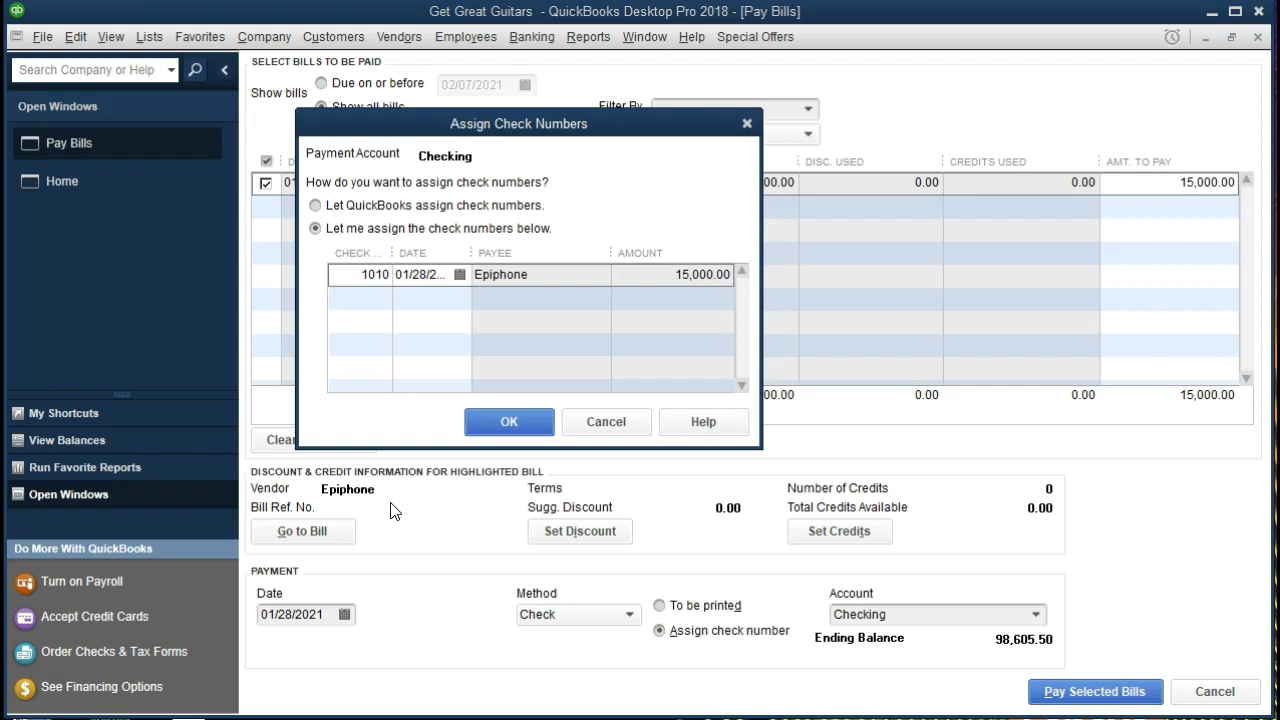 Get Great Guitars - QuickBooks Desktop Pro 2018 - [Pay Bills]
File Edit View Lists Favorites Company Customers Vendors Employees Banking Reports Window Help Special Offers
Search Company or Help
Open Windows
Pay Bills
Home
My Shortcuts
View Balances
Run Favorite Reports
Open Windows
Do More With QuickBooks
Turn on Payroll
Accept Credit Cards
Order Checks & Tax Forms
See Financing Options
SELECT BILLS TO BE PAID
Show bills
Due on or before 02/07/2021
Show all bills
Filter By
DISC. USED CREDITS USED AMT. TO PAY
0.00 0.00 15,000.00
0.00 0.00 15,000.00
Assign Check Numbers
Payment Account Checking
How do you want to assign check numbers?
Let QuickBooks assign check numbers.
Let me assign the check numbers below.
CHECK ... DATE PAYEE AMOUNT
1010 01/28/2... Epiphone 15,000.00
OK Cancel Help
DISCOUNT & CREDIT INFORMATION FOR HIGHLIGHTED BILL
Vendor Epiphone Terms Number of Credits 0
Bill Ref. No. Sugg. Discount 0.00 Total Credits Available 0.00
Go to Bill Set Discount Set Credits
PAYMENT
Date Method Account
01/28/2021 Check To be printed Checking
Assign check number Ending Balance 98,605.50
Pay Selected Bills Cancel